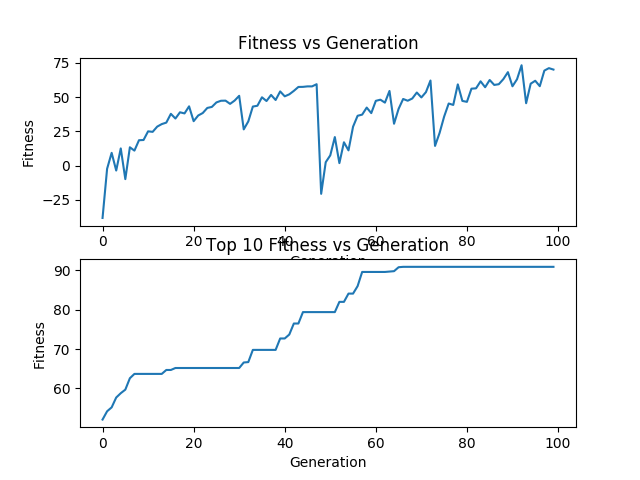 Fitness vs Generation
75
50
25
0
−25
Fitness
0 20 40 60 80 100
Generation
Top 10 Fitness vs Generation
90
80
70
60
Fitness
0 20 40 60 80 100
Generation